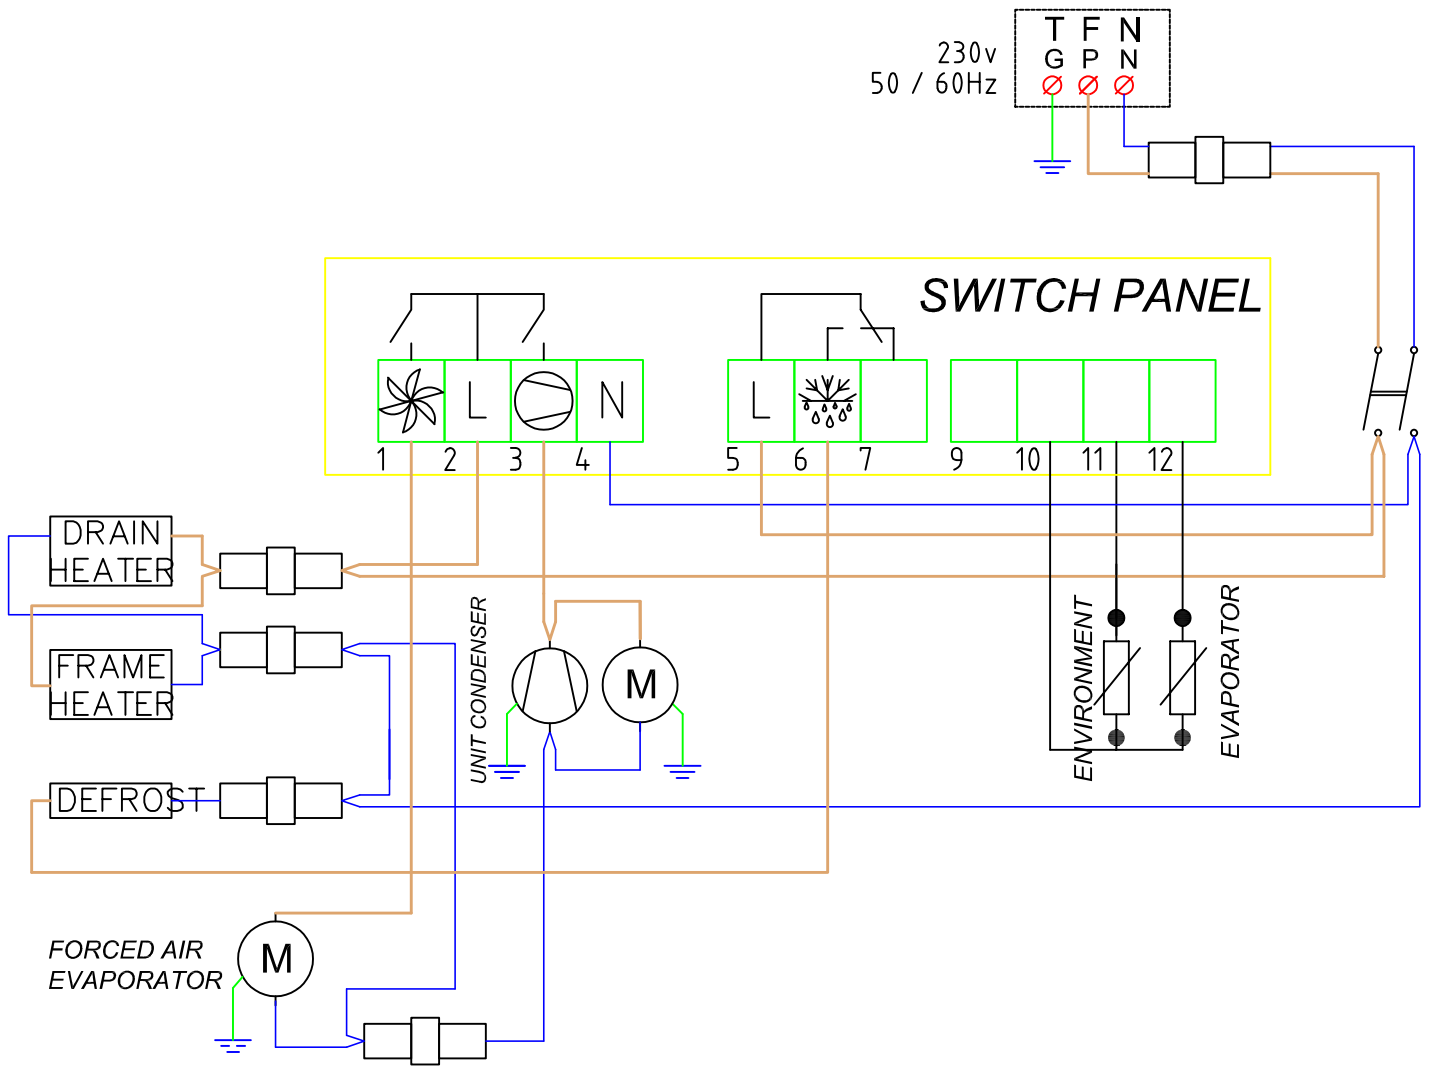 T F N
G P N
230v
50 / 60Hz
SWITCH PANEL
L
N
L
1
2
3
4
5
6
7
9
10
11
12
DRAIN
HEATER
FRAME
HEATER
DEFROST
UNIT CONDENSER
M
ENVIRONMENT
EVAPORATOR
FORCED AIR
EVAPORATOR
M